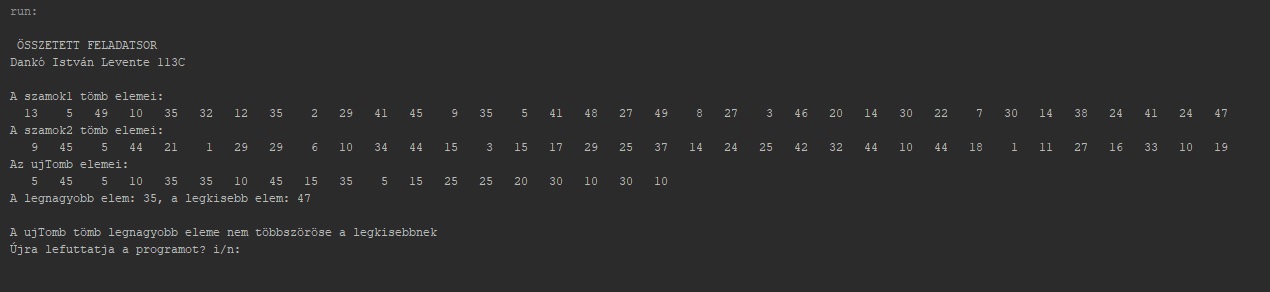 run:
ÖSSZETETT FELADATSOR
Dankó István Levente 113C
A szamok1 tömb elemei:
13 5 49 10 35 32 12 35 2 29 41 45 9 35 5 41 48 27 49 8 27 3 46 20 14 30 22 7 30 14 38 24 41 24 47
A szamok2 tömb elemei:
9 45 5 44 21 1 29 29 6 10 34 44 15 3 15 17 29 25 37 14 24 25 42 32 44 10 44 18 1 11 27 16 33 10 19
Az ujTomb elemei:
5 45 5 10 35 35 10 45 15 35 5 15 25 25 20 30 10 30 10
A legnagyobb elem: 35, a legkisebb elem: 47
A ujTomb tömb legnagyobb eleme nem többszöröse a legkisebbnek
Újra lefuttatja a programot? i/n: